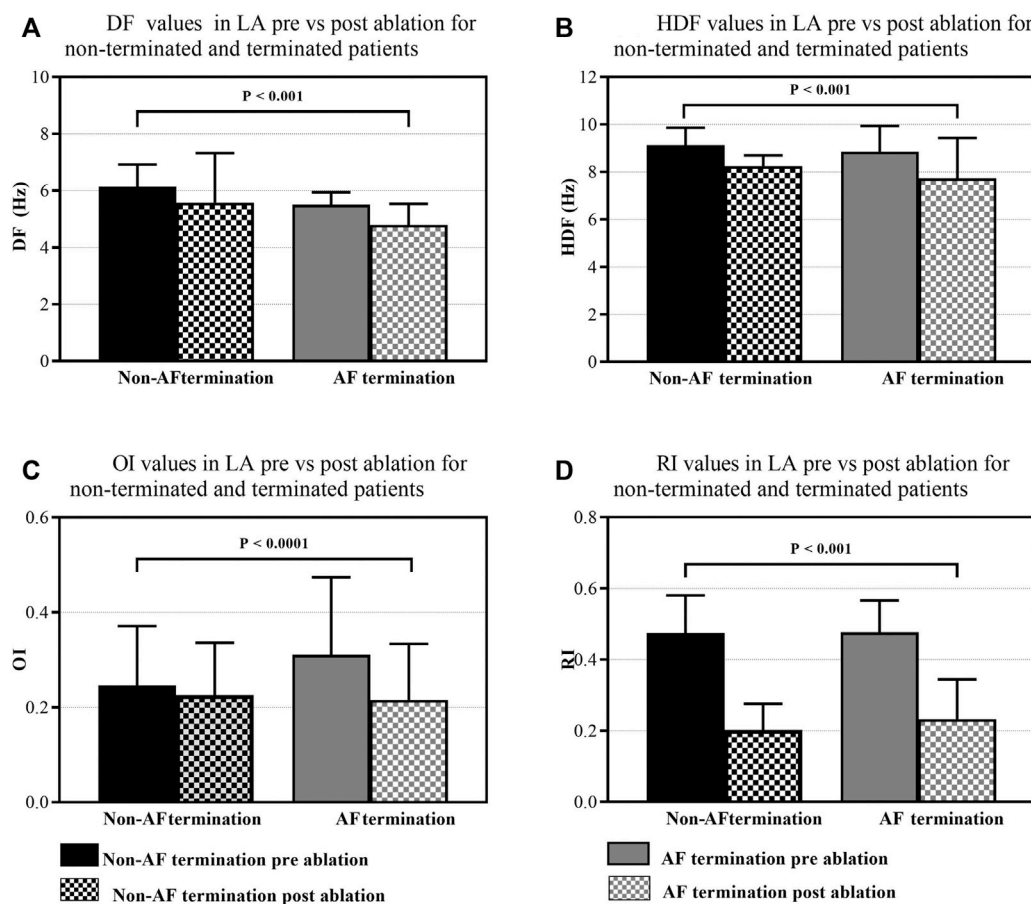 A
DF values in LA pre vs post ablation for
non-terminated and terminated patients
10
8
6
4
2
0
DF (Hz)
P < 0.001
Non-AFtermination
AF termination
B
HDF values in LA pre vs post ablation for
non-terminated and terminated patients
12
10
8
6
4
2
0
HDF (Hz)
P < 0.001
Non-AF termination
AF termination
C
OI values in LA pre vs post ablation for
non-terminated and terminated patients
0.6
0.4
0.2
0.0
OI
P < 0.0001
Non-AFtermination
AF termination
D
RI values in LA pre vs post ablation for
non-terminated and terminated patients
0.8
0.6
0.4
0.2
0.0
RI
P < 0.001
Non-AFtermination
AF termination
Non-AF termination pre ablation
Non-AF termination post ablation
AF termination pre ablation
AF termination post ablation